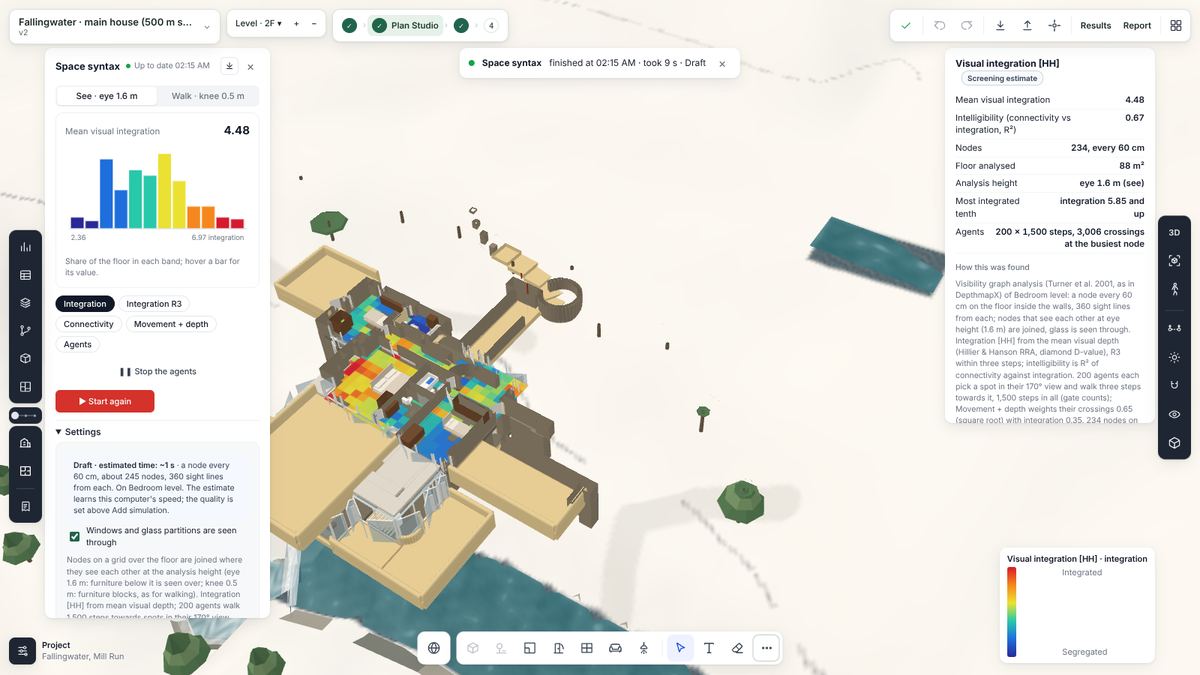 Fallingwater · main house (500 m s...
v2
Level · 2F ▾ + −
✓ ✓ Plan Studio ✓ 4
Results Report
Space syntax Up to date 02:15 AM
Space syntax finished at 02:15 AM · took 9 s · Draft
See · eye 1.6 m Walk · knee 0.5 m
Mean visual integration 4.48
2.36 6.97 integration
Share of the floor in each band; hover a bar for
its value.
Integration Integration R3
Connectivity Movement + depth
Agents
Stop the agents
Start again
Settings
Draft · estimated time: ~1 s · a node every
60 cm, about 245 nodes, 360 sight lines
from each. On Bedroom level. The estimate
learns this computer's speed; the quality is
set above Add simulation.
Windows and glass partitions are seen
through
Nodes on a grid over the floor are joined where
they see each other at the analysis height (eye
1.6 m: furniture below it is seen over; knee 0.5
m: furniture blocks, as for walking). Integration
[HH] from mean visual depth; 200 agents walk
1,500 steps towards spots in their 170° view
Project
Fallingwater, Mill Run
Visual integration [HH]
Screening estimate
Mean visual integration 4.48
Intelligibility (connectivity vs 0.67
integration, R²)
Nodes 234, every 60 cm
Floor analysed 88 m²
Analysis height eye 1.6 m (see)
Most integrated integration 5.85 and
tenth up
Agents 200 × 1,500 steps, 3,006 crossings
at the busiest node
How this was found
Visibility graph analysis (Turner et al. 2001, as in
DepthmapX) of Bedroom level: a node every 60
cm on the floor inside the walls, 360 sight lines
from each; nodes that see each other at eye
height (1.6 m) are joined, glass is seen through.
Integration [HH] from the mean visual depth
(Hillier & Hanson RRA, diamond D-value), R3
within three steps; intelligibility is R² of
connectivity against integration. 200 agents each
pick a spot in their 170° view and walk three steps
towards it, 1,500 steps in all (gate counts);
Movement + depth weights their crossings 0.65
(square root) with integration 0.35. 234 nodes on
3D
Visual integration [HH] · integration
Integrated
Segregated